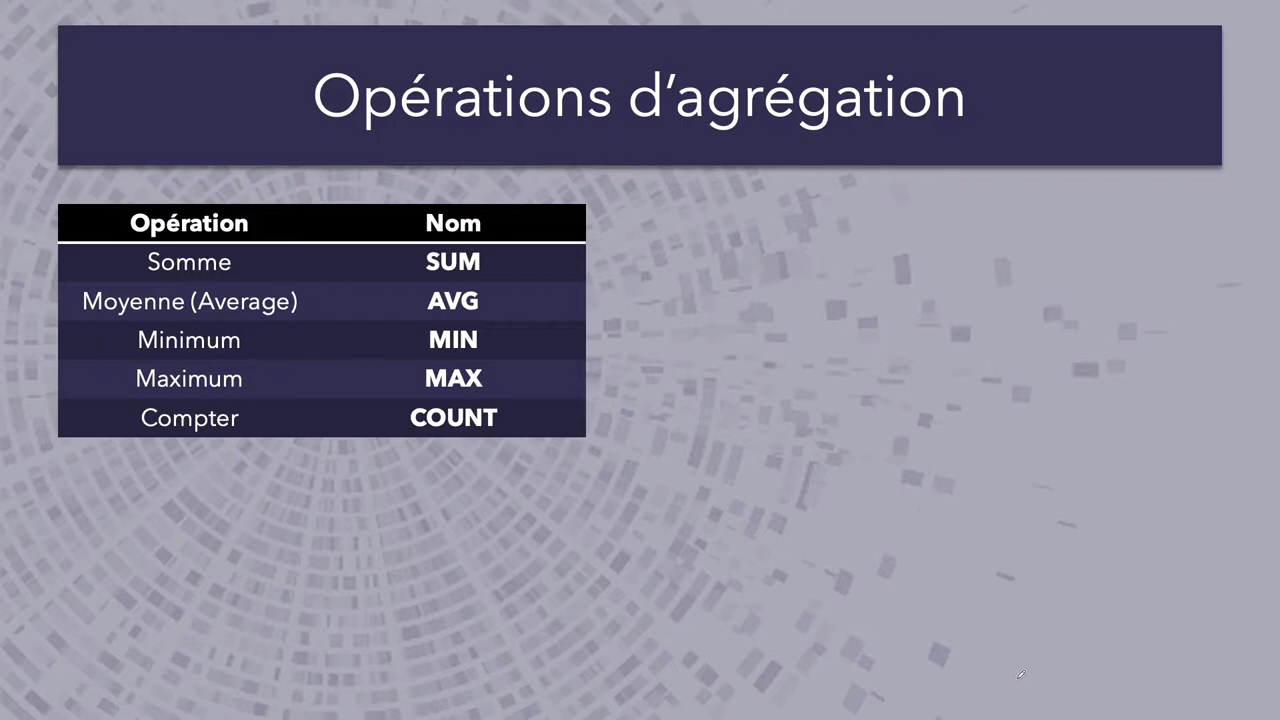 Opérations d’agrégation
Opération Nom
Somme SUM
Moyenne (Average) AVG
Minimum MIN
Maximum MAX
Compter COUNT